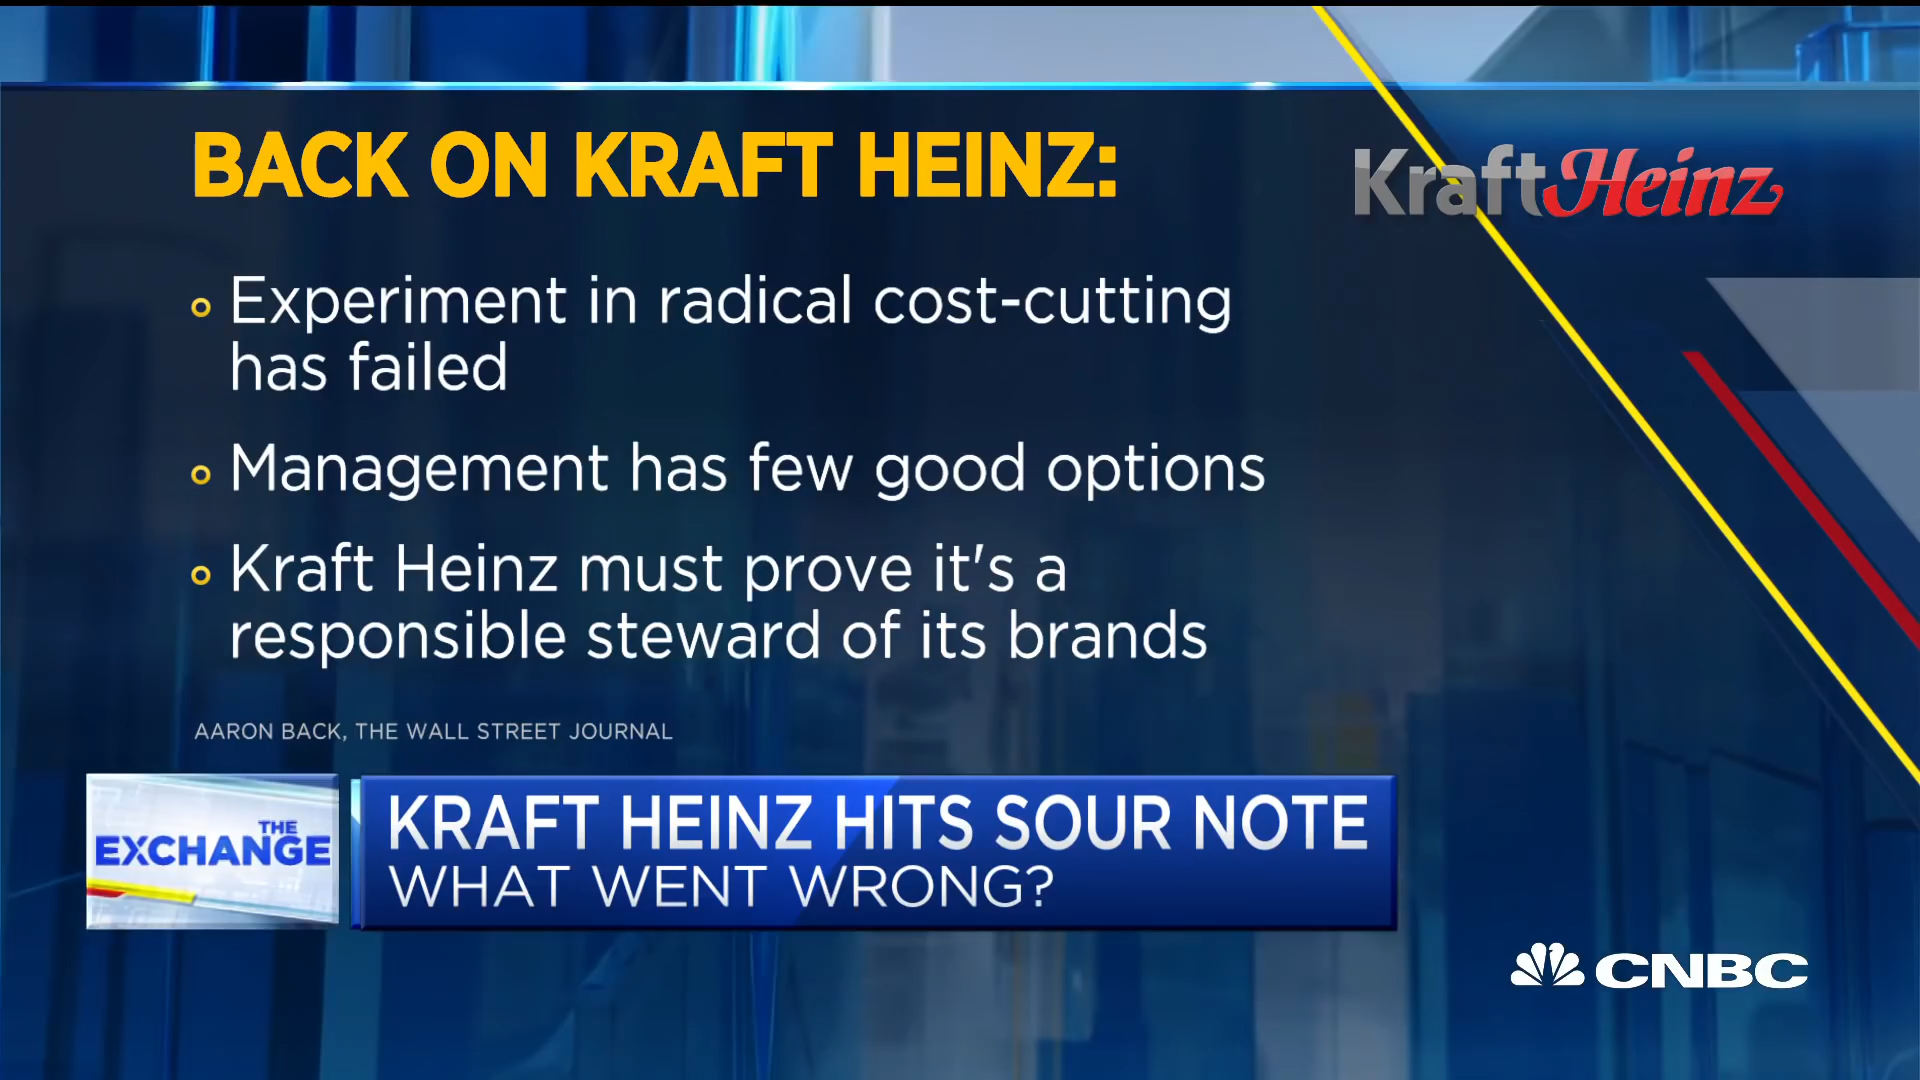 BACK ON KRAFT HEINZ:
KraftHeinz
Experiment in radical cost-cutting
has failed
Management has few good options
Kraft Heinz must prove it's a
responsible steward of its brands
AARON BACK, THE WALL STREET JOURNAL
THE
EXCHANGE
KRAFT HEINZ HITS SOUR NOTE
WHAT WENT WRONG?
CNBC